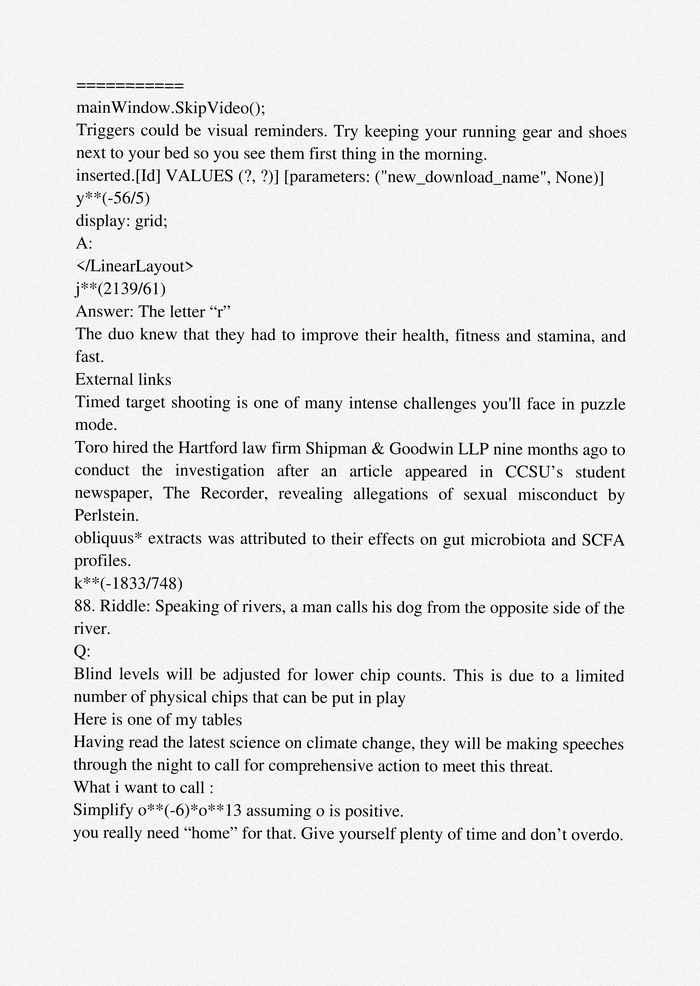 ===========
mainWindow.SkipVideo();
Triggers could be visual reminders. Try keeping your running gear and shoes
next to your bed so you see them first thing in the morning.
inserted.[Id] VALUES (?, ?)] [parameters: ("new_download_name", None)]
y**(-56/5)
display: grid;
A:
</LinearLayout>
j**(2139/61)
Answer: The letter “r”
The duo knew that they had to improve their health, fitness and stamina, and
fast.
External links
Timed target shooting is one of many intense challenges you'll face in puzzle
mode.
Toro hired the Hartford law firm Shipman & Goodwin LLP nine months ago to
conduct the investigation after an article appeared in CCSU’s student
newspaper, The Recorder, revealing allegations of sexual misconduct by
Perlstein.
obliquus* extracts was attributed to their effects on gut microbiota and SCFA
profiles.
k**(-1833/748)
88. Riddle: Speaking of rivers, a man calls his dog from the opposite side of the
river.
Q:
Blind levels will be adjusted for lower chip counts. This is due to a limited
number of physical chips that can be put in play
Here is one of my tables
Having read the latest science on climate change, they will be making speeches
through the night to call for comprehensive action to meet this threat.
What i want to call :
Simplify o**(-6)*o**13 assuming o is positive.
you really need “home” for that. Give yourself plenty of time and don’t overdo.